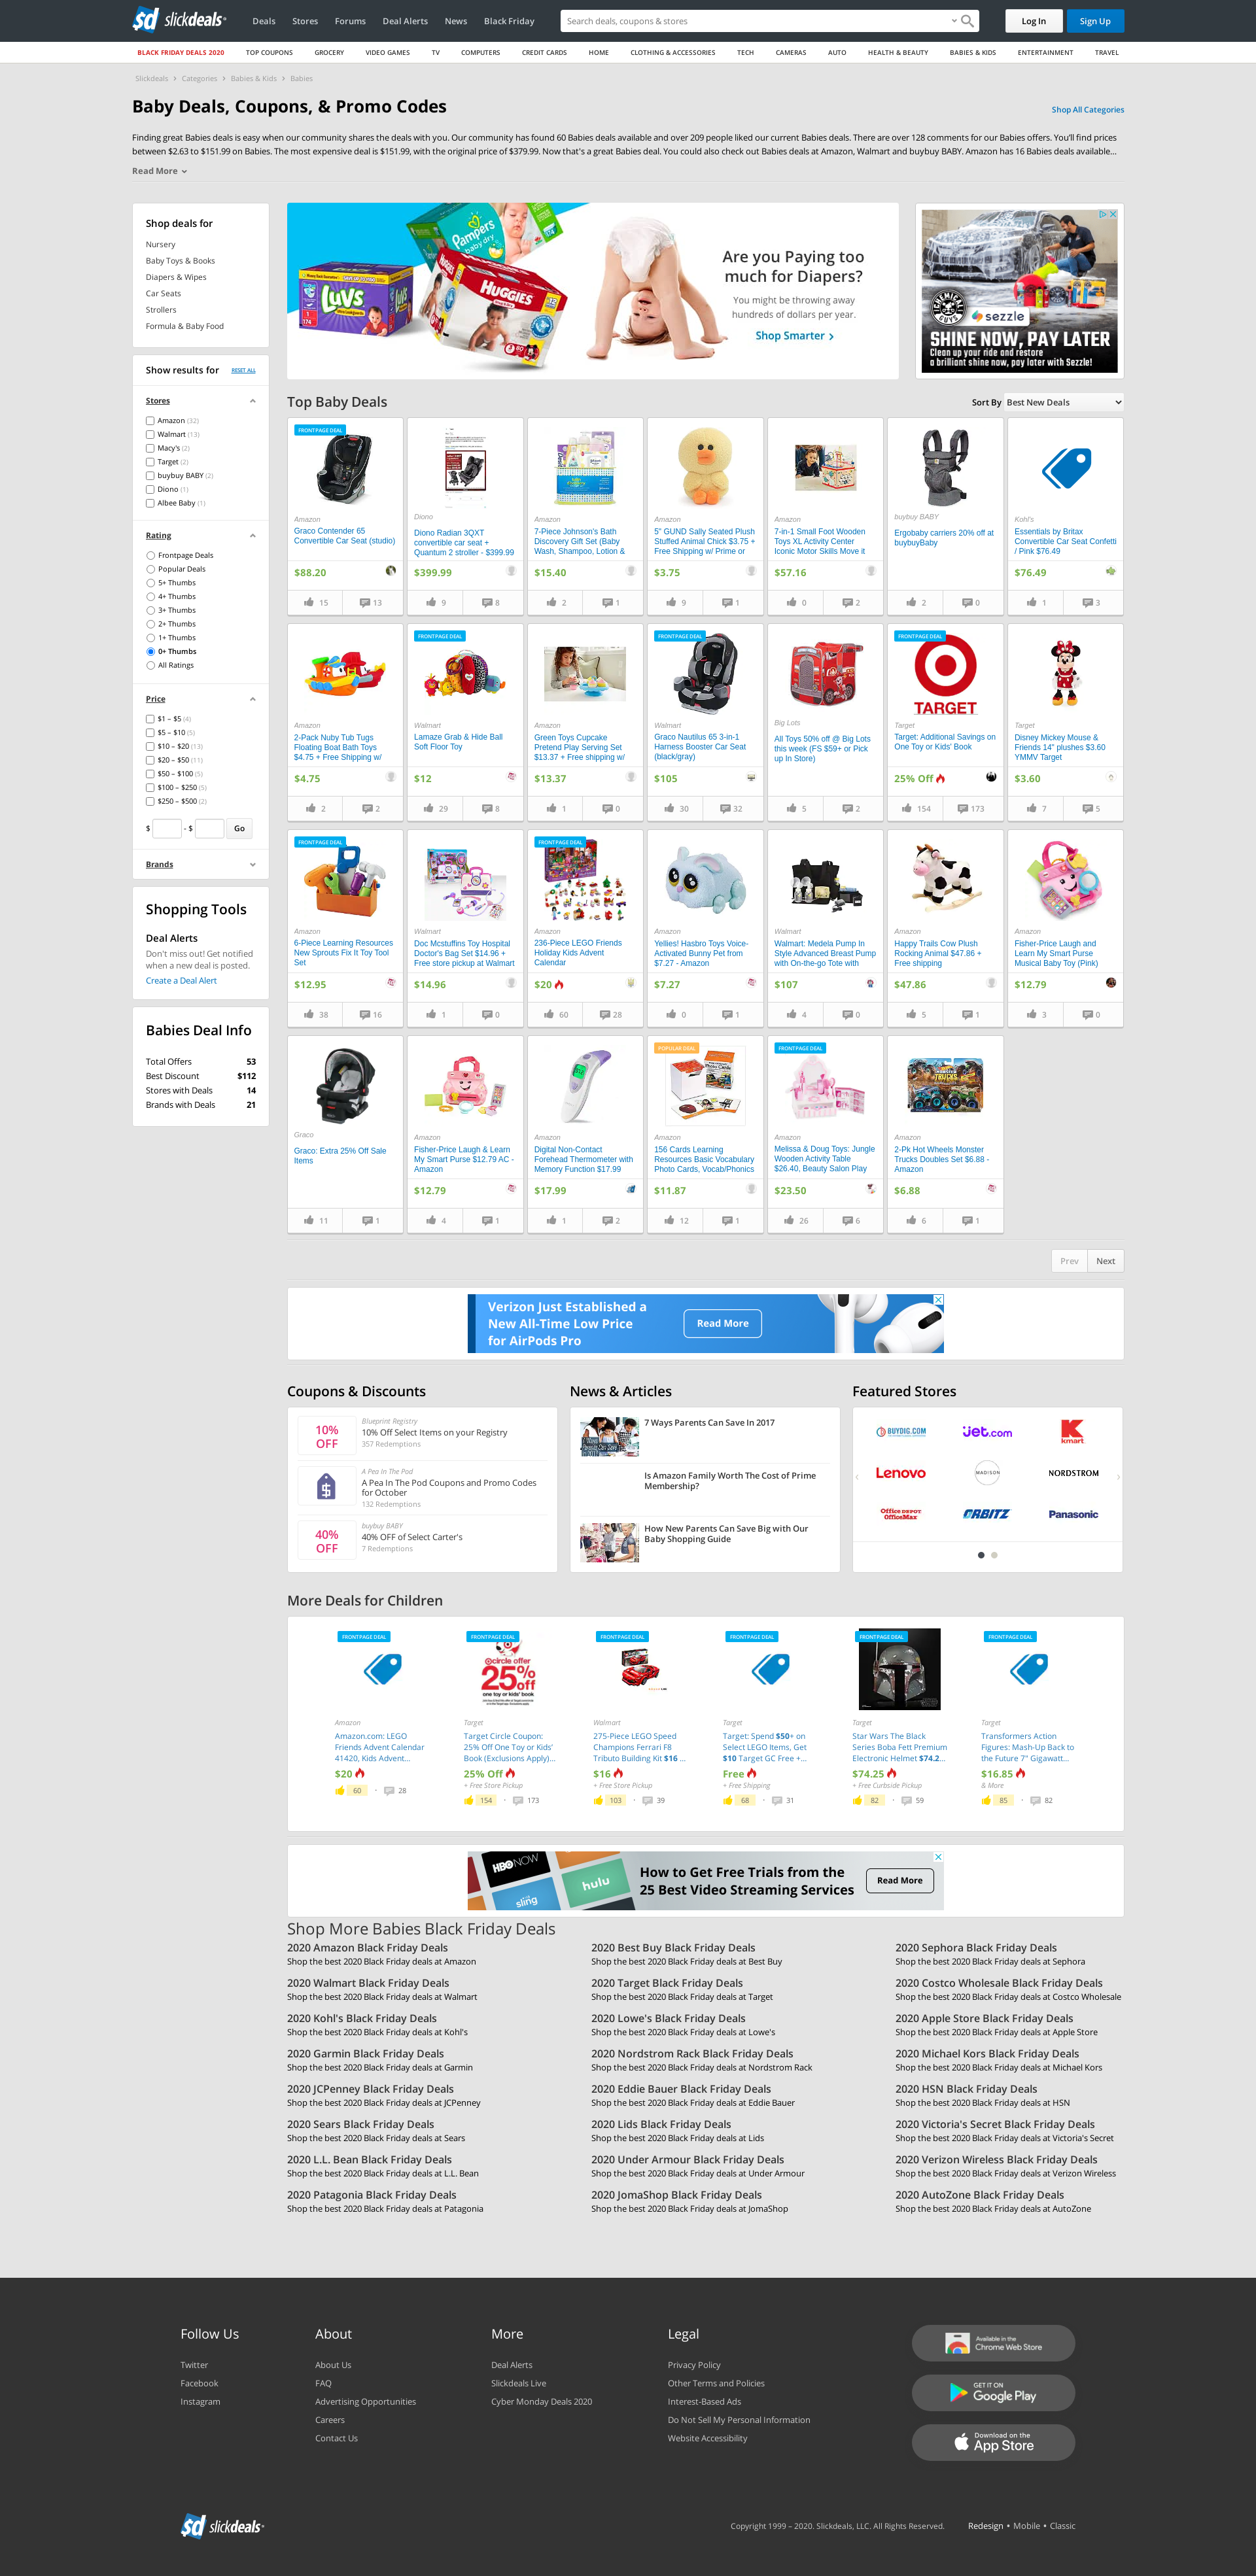 slickdeals
Deals Stores Forums Deal Alerts News Black Friday
Search deals, coupons & stores
Log In
Sign Up
BLACK FRIDAY DEALS 2020 TOP COUPONS GROCERY VIDEO GAMES TV COMPUTERS CREDIT CARDS HOME CLOTHING & ACCESSORIES TECH CAMERAS AUTO HEALTH & BEAUTY BABIES & KIDS ENTERTAINMENT TRAVEL
Slickdeals › Categories › Babies & Kids › Babies
Baby Deals, Coupons, & Promo Codes
Shop All Categories
Finding great Babies deals is easy when our community shares the deals with you. Our community has found 60 Babies deals available and over 209 people liked our current Babies deals. There are over 128 comments for our Babies offers. You'll find prices
between $2.63 to $151.99 on Babies. The most expensive deal is $151.99, with the original price of $379.99. Now that's a great Babies deal. You could also check out Babies deals at Amazon, Walmart and buybuy BABY. Amazon has 16 Babies deals available...
Read More
Shop deals for
Nursery
Baby Toys & Books
Diapers & Wipes
Car Seats
Strollers
Formula & Baby Food
Show results for RESET ALL
Stores
Amazon (32)
Walmart (13)
Macy's (2)
Target (2)
buybuy BABY (2)
Diono (1)
Albee Baby (1)
Rating
Frontpage Deals
Popular Deals
5+ Thumbs
4+ Thumbs
3+ Thumbs
2+ Thumbs
1+ Thumbs
0+ Thumbs
All Ratings
Price
$1 – $5 (4)
$5 – $10 (5)
$10 – $20 (13)
$20 – $50 (11)
$50 – $100 (5)
$100 – $250 (5)
$250 – $500 (2)
$ - $ Go
Brands
Shopping Tools
Deal Alerts
Don't miss out! Get notified
when a new deal is posted.
Create a Deal Alert
Babies Deal Info
Total Offers 53
Best Discount $112
Stores with Deals 14
Brands with Deals 21
Pampers
baby dry
Luvs
HUGGIES
Are you Paying too
much for Diapers?
You might be throwing away
hundreds of dollars per year.
Shop Smarter
CHEMICAL GUYS
sezzle
SHINE NOW, PAY LATER
Clean up your ride and restore
a brilliant shine now, pay later with Sezzle!
Top Baby Deals
Sort By Best New Deals
FRONTPAGE DEAL
Amazon
Graco Contender 65
Convertible Car Seat (studio)
$88.20
15 13
Diono
Diono Radian 3QXT
convertible car seat +
Quantum 2 stroller - $399.99
$399.99
9 8
Amazon
7-Piece Johnson's Bath
Discovery Gift Set (Baby
Wash, Shampoo, Lotion &
$15.40
2 1
Amazon
5" GUND Sally Seated Plush
Stuffed Animal Chick $3.75 +
Free Shipping w/ Prime or
$3.75
9 1
Amazon
7-in-1 Small Foot Wooden
Toys XL Activity Center
Iconic Motor Skills Move it
$57.16
0 2
buybuy BABY
Ergobaby carriers 20% off at
buybuyBaby
2 0
Kohl's
Essentials by Britax
Convertible Car Seat Confetti
/ Pink $76.49
$76.49
1 3
Amazon
2-Pack Nuby Tub Tugs
Floating Boat Bath Toys
$4.75 + Free Shipping w/
$4.75
2 2
FRONTPAGE DEAL
Walmart
Lamaze Grab & Hide Ball
Soft Floor Toy
$12
29 8
Amazon
Green Toys Cupcake
Pretend Play Serving Set
$13.37 + Free shipping w/
$13.37
1 0
FRONTPAGE DEAL
Walmart
Graco Nautilus 65 3-in-1
Harness Booster Car Seat
(black/gray)
$105
30 32
Big Lots
All Toys 50% off @ Big Lots
this week (FS $59+ or Pick
up In Store)
5 2
FRONTPAGE DEAL
TARGET
Target
Target: Additional Savings on
One Toy or Kids' Book
25% Off
154 173
Target
Disney Mickey Mouse &
Friends 14" plushes $3.60
YMMV Target
$3.60
7 5
FRONTPAGE DEAL
Amazon
6-Piece Learning Resources
New Sprouts Fix It Toy Tool
Set
$12.95
38 16
Walmart
Doc Mcstuffins Toy Hospital
Doctor's Bag Set $14.96 +
Free store pickup at Walmart
$14.96
1 0
FRONTPAGE DEAL
Amazon
236-Piece LEGO Friends
Holiday Kids Advent
Calendar
$20
60 28
Amazon
Yellies! Hasbro Toys Voice-
Activated Bunny Pet from
$7.27 - Amazon
$7.27
0 1
Walmart
Walmart: Medela Pump In
Style Advanced Breast Pump
with On-the-go Tote with
$107
4 0
Amazon
Happy Trails Cow Plush
Rocking Animal $47.86 +
Free shipping
$47.86
5 1
Amazon
Fisher-Price Laugh and
Learn My Smart Purse
Musical Baby Toy (Pink)
$12.79
3 0
Graco
Graco: Extra 25% Off Sale
Items
11 1
Amazon
Fisher-Price Laugh & Learn
My Smart Purse $12.79 AC -
Amazon
$12.79
4 1
Amazon
Digital Non-Contact
Forehead Thermometer with
Memory Function $17.99
$17.99
1 2
POPULAR DEAL
Amazon
156 Cards Learning
Resources Basic Vocabulary
Photo Cards, Vocab/Phonics
$11.87
12 1
FRONTPAGE DEAL
Amazon
Melissa & Doug Toys: Jungle
Wooden Activity Table
$26.40, Beauty Salon Play
$23.50
26 6
Amazon
2-Pk Hot Wheels Monster
Trucks Doubles Set $6.88 -
Amazon
$6.88
6 1
Prev Next
Verizon Just Established a
New All-Time Low Price
for AirPods Pro
Read More
Coupons & Discounts
10%
OFF
Blueprint Registry
10% Off Select Items on your Registry
357 Redemptions
A Pea In The Pod
A Pea In The Pod Coupons and Promo Codes
for October
132 Redemptions
40%
OFF
buybuy BABY
40% OFF of Select Carter's
7 Redemptions
News & Articles
7 Ways Parents Can Save In 2017
Is Amazon Family Worth The Cost of Prime
Membership?
How New Parents Can Save Big with Our
Baby Shopping Guide
Featured Stores
BUYDIG.COM
jet.com
kmart
Lenovo
MADISON
NORDSTROM
Office DEPOT
OfficeMax
ORBITZ
Panasonic
More Deals for Children
FRONTPAGE DEAL
Amazon
Amazon.com: LEGO
Friends Advent Calendar
41420, Kids Advent...
$20
60 • 28
FRONTPAGE DEAL
circle offer
25% off
one toy or kids' book
Target
Target Circle Coupon:
25% Off One Toy or Kids'
Book (Exclusions Apply)...
25% Off
+ Free Store Pickup
154 • 173
FRONTPAGE DEAL
Walmart
275-Piece LEGO Speed
Champions Ferrari F8
Tributo Building Kit $16 ...
$16
+ Free Store Pickup
103 • 39
FRONTPAGE DEAL
Target
Target: Spend $50+ on
Select LEGO Items, Get
$10 Target GC Free +...
Free
+ Free Shipping
68 • 31
FRONTPAGE DEAL
Target
Star Wars The Black
Series Boba Fett Premium
Electronic Helmet $74.2...
$74.25
+ Free Curbside Pickup
82 • 59
FRONTPAGE DEAL
Target
Transformers Action
Figures: Mash-Up Back to
the Future 7" Gigawatt...
$16.85
& More
85 • 82
HBO NOW
hulu
sling
How to Get Free Trials from the
25 Best Video Streaming Services
Read More
Shop More Babies Black Friday Deals
2020 Amazon Black Friday Deals
Shop the best 2020 Black Friday deals at Amazon
2020 Best Buy Black Friday Deals
Shop the best 2020 Black Friday deals at Best Buy
2020 Sephora Black Friday Deals
Shop the best 2020 Black Friday deals at Sephora
2020 Walmart Black Friday Deals
Shop the best 2020 Black Friday deals at Walmart
2020 Target Black Friday Deals
Shop the best 2020 Black Friday deals at Target
2020 Costco Wholesale Black Friday Deals
Shop the best 2020 Black Friday deals at Costco Wholesale
2020 Kohl's Black Friday Deals
Shop the best 2020 Black Friday deals at Kohl's
2020 Lowe's Black Friday Deals
Shop the best 2020 Black Friday deals at Lowe's
2020 Apple Store Black Friday Deals
Shop the best 2020 Black Friday deals at Apple Store
2020 Garmin Black Friday Deals
Shop the best 2020 Black Friday deals at Garmin
2020 Nordstrom Rack Black Friday Deals
Shop the best 2020 Black Friday deals at Nordstrom Rack
2020 Michael Kors Black Friday Deals
Shop the best 2020 Black Friday deals at Michael Kors
2020 JCPenney Black Friday Deals
Shop the best 2020 Black Friday deals at JCPenney
2020 Eddie Bauer Black Friday Deals
Shop the best 2020 Black Friday deals at Eddie Bauer
2020 HSN Black Friday Deals
Shop the best 2020 Black Friday deals at HSN
2020 Sears Black Friday Deals
Shop the best 2020 Black Friday deals at Sears
2020 Lids Black Friday Deals
Shop the best 2020 Black Friday deals at Lids
2020 Victoria's Secret Black Friday Deals
Shop the best 2020 Black Friday deals at Victoria's Secret
2020 L.L. Bean Black Friday Deals
Shop the best 2020 Black Friday deals at L.L. Bean
2020 Under Armour Black Friday Deals
Shop the best 2020 Black Friday deals at Under Armour
2020 Verizon Wireless Black Friday Deals
Shop the best 2020 Black Friday deals at Verizon Wireless
2020 Patagonia Black Friday Deals
Shop the best 2020 Black Friday deals at Patagonia
2020 JomaShop Black Friday Deals
Shop the best 2020 Black Friday deals at JomaShop
2020 AutoZone Black Friday Deals
Shop the best 2020 Black Friday deals at AutoZone
Follow Us
Twitter
Facebook
Instagram
About
About Us
FAQ
Advertising Opportunities
Careers
Contact Us
More
Deal Alerts
Slickdeals Live
Cyber Monday Deals 2020
Legal
Privacy Policy
Other Terms and Policies
Interest-Based Ads
Do Not Sell My Personal Information
Website Accessibility
Available in the
Chrome Web Store
GET IT ON
Google Play
Download on the
App Store
slickdeals
Copyright 1999 – 2020. Slickdeals, LLC. All Rights Reserved. Redesign • Mobile • Classic